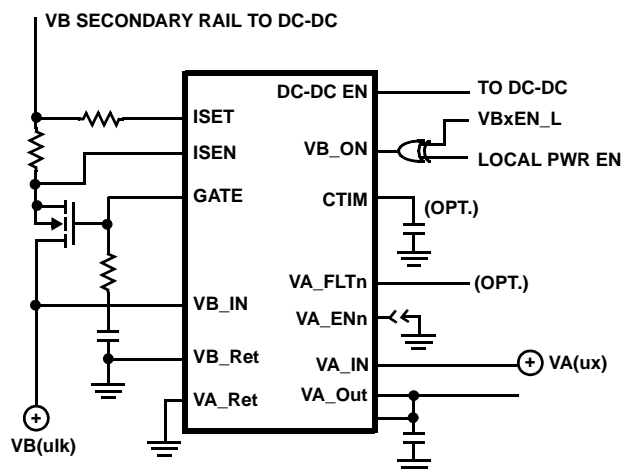 VB SECONDARY RAIL TO DC-DC
DC-DC EN
TO DC-DC
ISET
VBxEN_L
ISEN
VB_ON
LOCAL PWR EN
GATE
CTIM
(OPT.)
VA_FLTn
(OPT.)
VB_IN
VA_ENn
VB_Ret
VA_IN
VA(ux)
VA_Ret
VA_Out
VB(ulk)